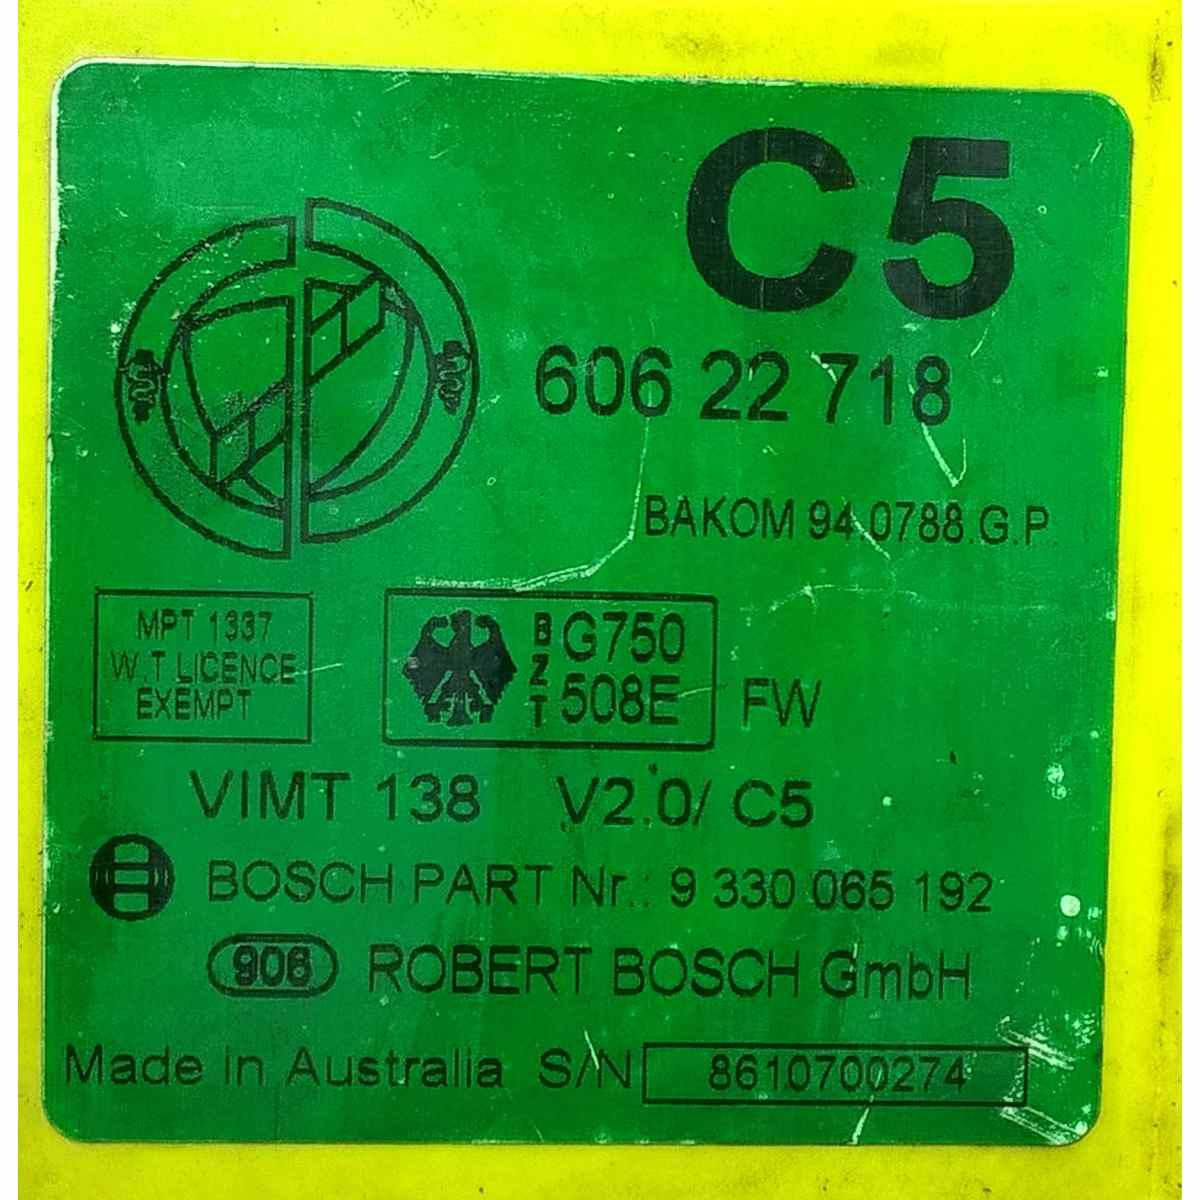 C5
606 22 718
BAKOM 94.0788.G.P.
MPT 1337
W.T.LICENCE
EXEMPT
BZT
G750
508E
FW
VIMT 138 V2.0/ C5
BOSCH PART Nr.: 9 330 065 192
906 ROBERT BOSCH GmbH
Made in Australia S/N 8610700274